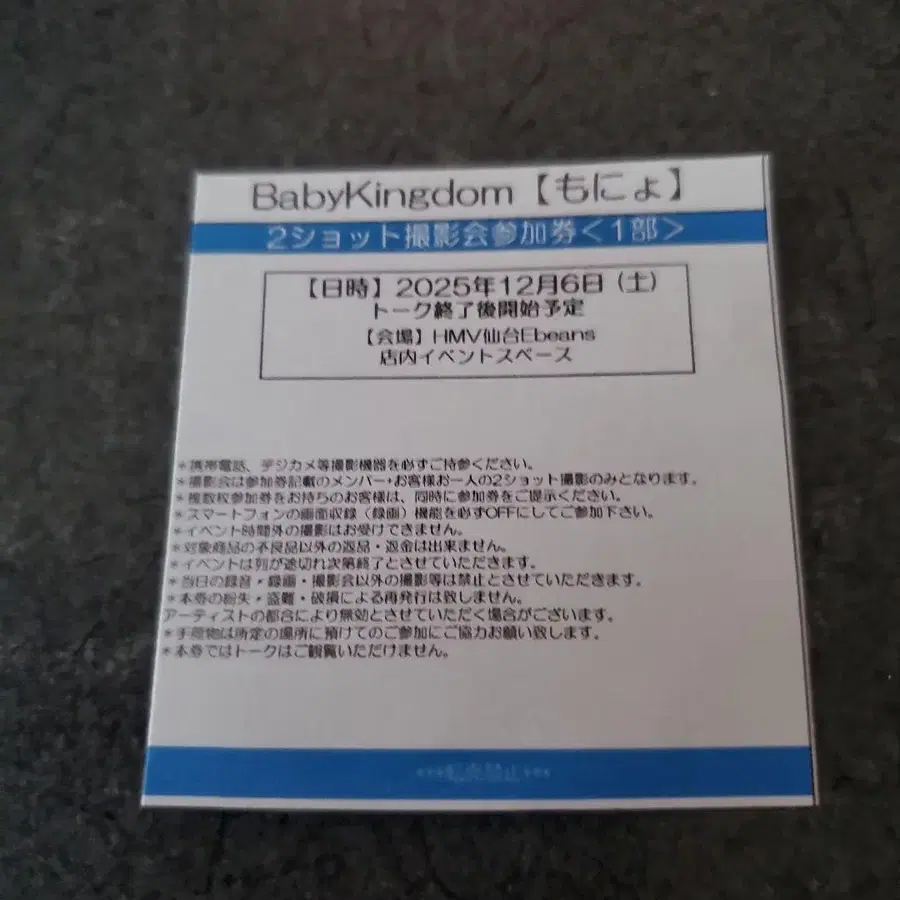 BabyKingdom【もにょ】
2ショット撮影会参加券<1部>
【日時】2025年12月6日(土)
トーク終了後開始予定
【会場】HMV仙台Ebeans
店内イベントスペース
*携帯電話、デジカメ等撮影機器を必ずご持参ください。
*撮影会は参加券記載のメンバー+お客様お一人の2ショット撮影のみとなります。
*複数枚参加券をお持ちのお客様は、同時に参加券をご提示ください。
*スマートフォンの画面収録(録画)機能を必ずOFFにしてご参加下さい。
*イベント時間外の撮影はお受けできません。
*対象商品の不良品以外の返品・返金は出来ません。
*イベントは列が途切れ次第終了とさせていただきます。
*当日の録音・録画・撮影会以外の撮影等は禁止とさせていただきます。
*本券の紛失・盗難・破損による再発行は致しません。
アーティストの都合により無効とさせていただく場合がございます。
*手荷物は所定の場所に預けてのご参加にご協力お願い致します。
*本券ではトークはご観覧いただけません。
***転売禁止***